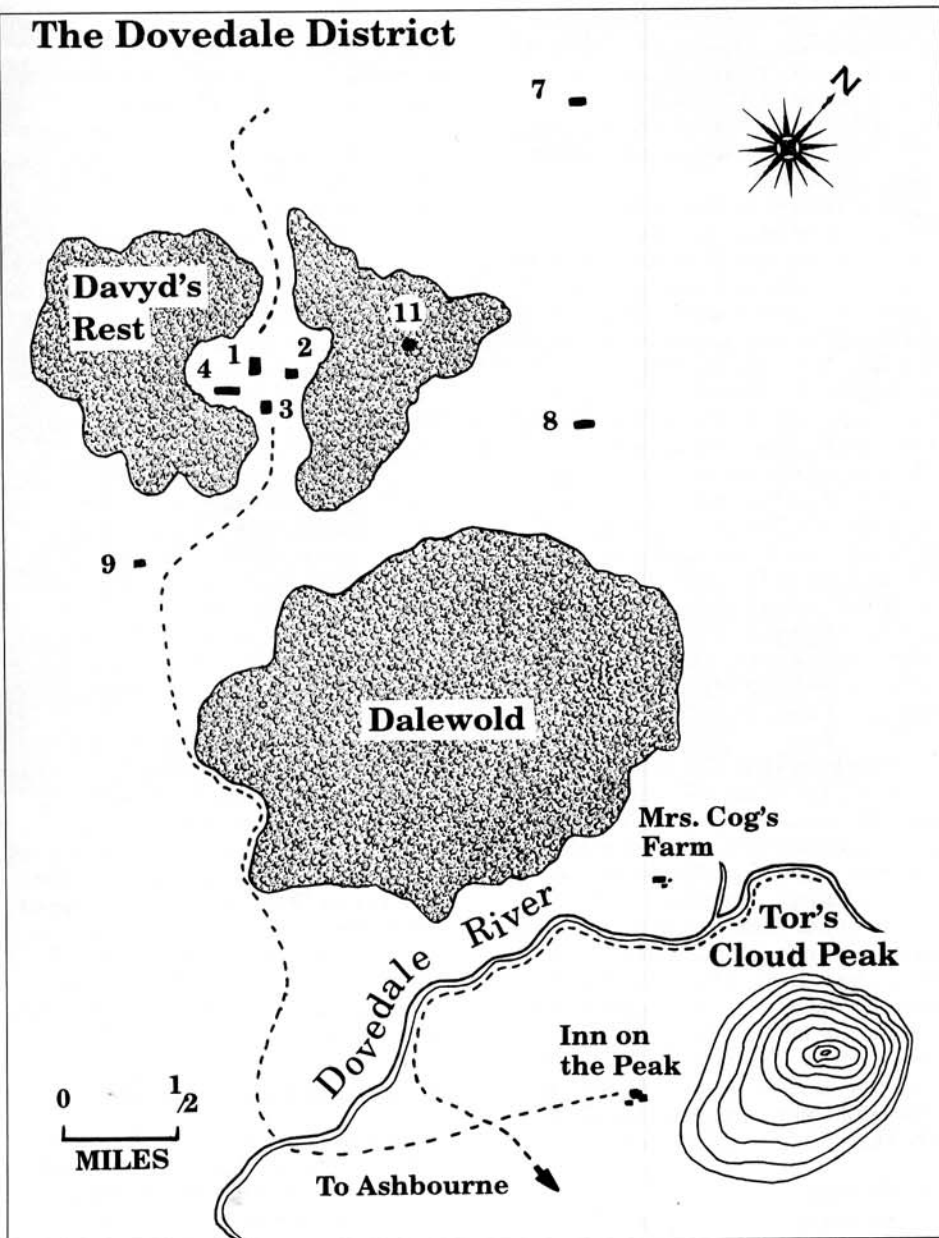 The Dovedale District
7
N
Davyd's
Rest
11
1
2
4
3
8
9
Dalewold
Mrs. Cog's
Farm
Dovedale River
Tor's
Cloud Peak
Inn on
the Peak
0 1/2
MILES
To Ashbourne